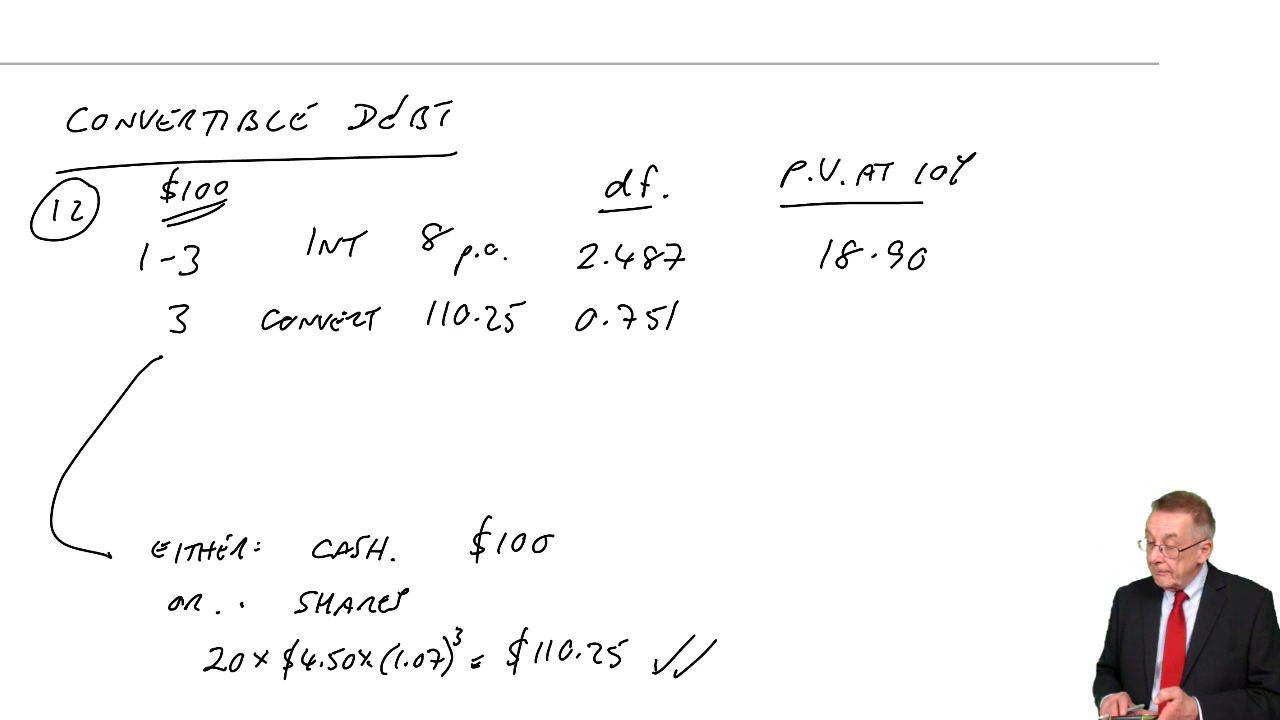 CONVERTIBLE DEBT
12 $100 df. P.V. AT 10%
1-3 INT 8 p.a. 2.487 18.90
3 CONVERT 110.25 0.751
EITHER: CASH. $100
OR.. SHARES
20 x $4.50 x (1.07)³ = $110.25 ✓✓